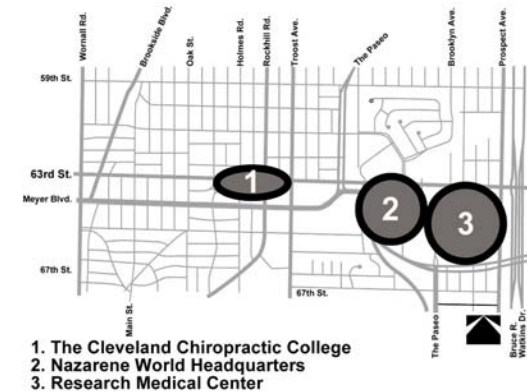 Wornall Rd.
Brookside Blvd.
Oak St.
Holmes Rd.
Rockhill Rd.
Troost Ave.
The Paseo
Brooklyn Ave.
Prospect Ave.
59th St.
63rd St.
Meyer Blvd.
67th St.
67th St.
Main St.
The Paseo
Bruce R.
Watkins Dr.
1
2
3
1. The Cleveland Chiropractic College
2. Nazarene World Headquarters
3. Research Medical Center